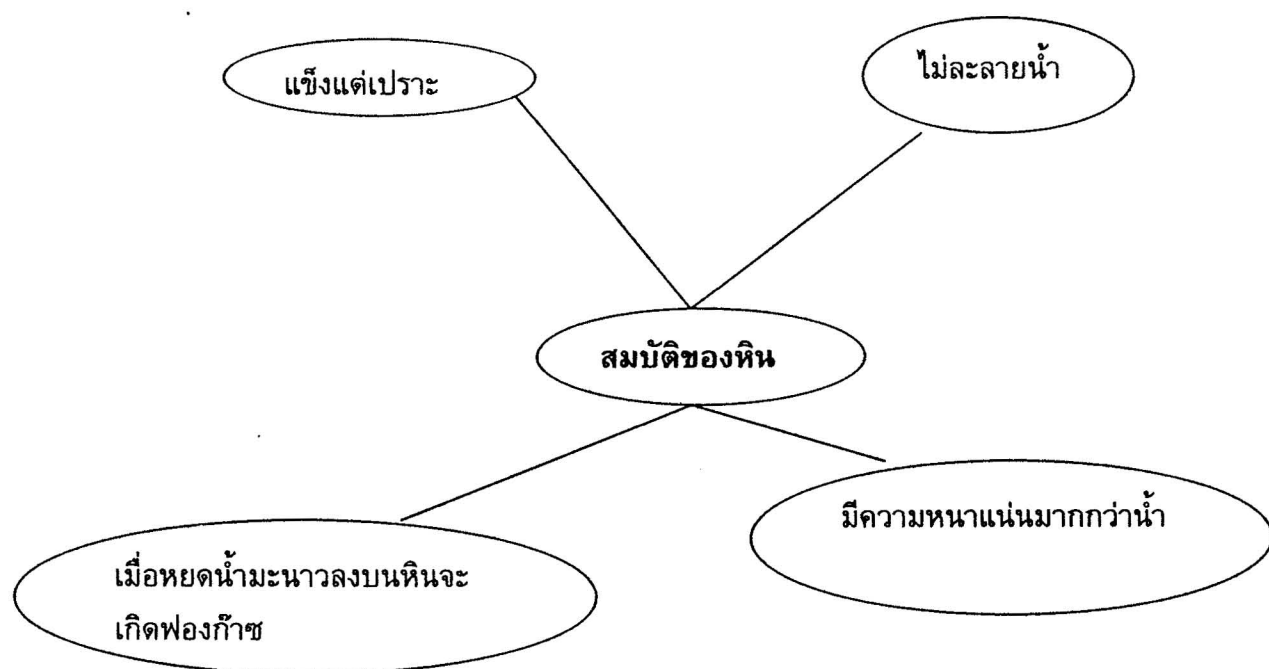 แข็งแต่เปราะ
ไม่ละลายน้ำ
สมบัติของหิน
มีความหนาแน่นมากกว่าน้ำ
เมื่อหยดน้ำมะนาวลงบนหินจะ
เกิดฟองก๊าซ